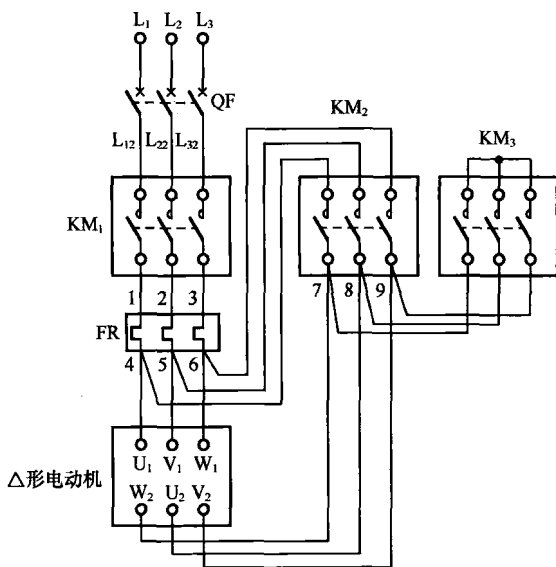 L₁ L₂ L₃
QF
KM₂
L₁₂ L₂₂ L₃₂
KM₃
KM₁
1 2 3
7 8 9
FR
4 5 6
U₁ V₁ W₁
△形电动机
W₂ U₂ V₂